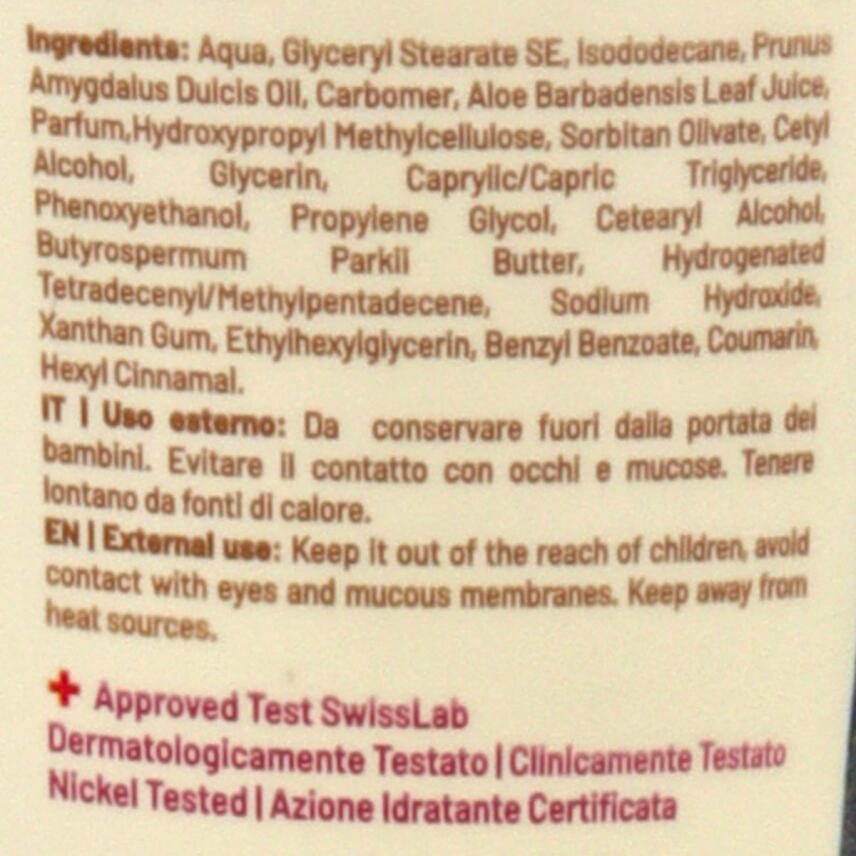 Ingredients: Aqua, Glyceryl Stearate SE, Isododecane, Prunus
Amygdalus Dulcis Oil, Carbomer, Aloe Barbadensis Leaf Juice,
Parfum,Hydroxypropyl Methylcellulose, Sorbitan Olivate, Cetyl
Alcohol, Glycerin, Caprylic/Capric Triglyceride,
Phenoxyethanol, Propylene Glycol, Cetearyl Alcohol,
Butyrospermum Parkii Butter, Hydrogenated
Tetradecenyl/Methylpentadecene, Sodium Hydroxide,
Xanthan Gum, Ethylhexylglycerin, Benzyl Benzoate, Coumarin,
Hexyl Cinnamal.
IT | Uso esterno: Da conservare fuori dalla portata dei
bambini. Evitare il contatto con occhi e mucose. Tenere
lontano da fonti di calore.
EN | External use: Keep it out of the reach of children, avoid
contact with eyes and mucous membranes. Keep away from
heat sources.
Approved Test SwissLab
Dermatologicamente Testato | Clinicamente Testato
Nickel Tested | Azione Idratante Certificata